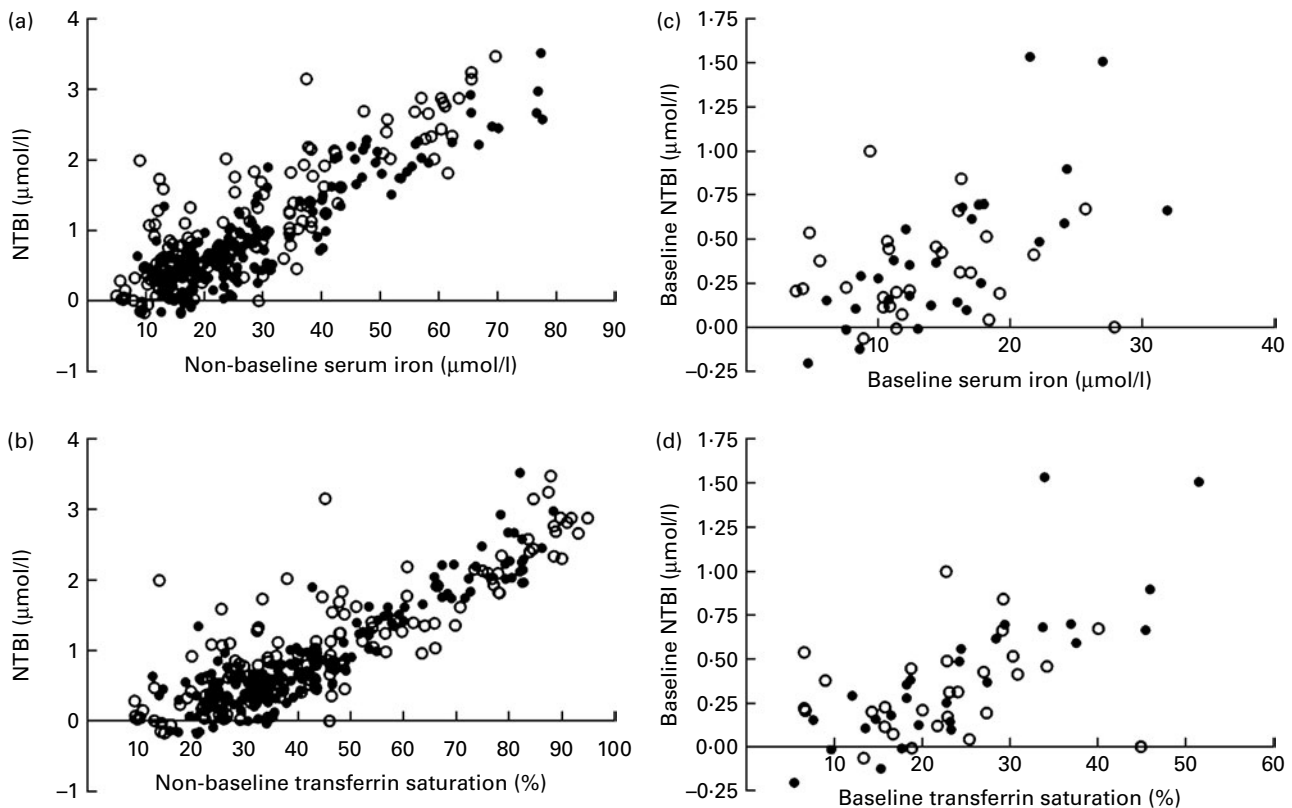 (a)
4
3
2
1
0
−1
NTBI (μmol/l)
10 20 30 40 50 60 70 80 90
Non-baseline serum iron (μmol/l)
(b)
4
3
2
1
0
−1
NTBI (μmol/l)
10 20 30 40 50 60 70 80 90 100
Non-baseline transferrin saturation (%)
(c)
1·75
1·50
1·25
1·00
0·75
0·50
0·25
0·00
−0·25
Baseline NTBI (μmol/l)
10 20 30 40
Baseline serum iron (μmol/l)
(d)
1·75
1·50
1·25
1·00
0·75
0·50
0·25
0·00
−0·25
Baseline NTBI (μmol/l)
10 20 30 40 50 60
Baseline transferrin saturation (%)